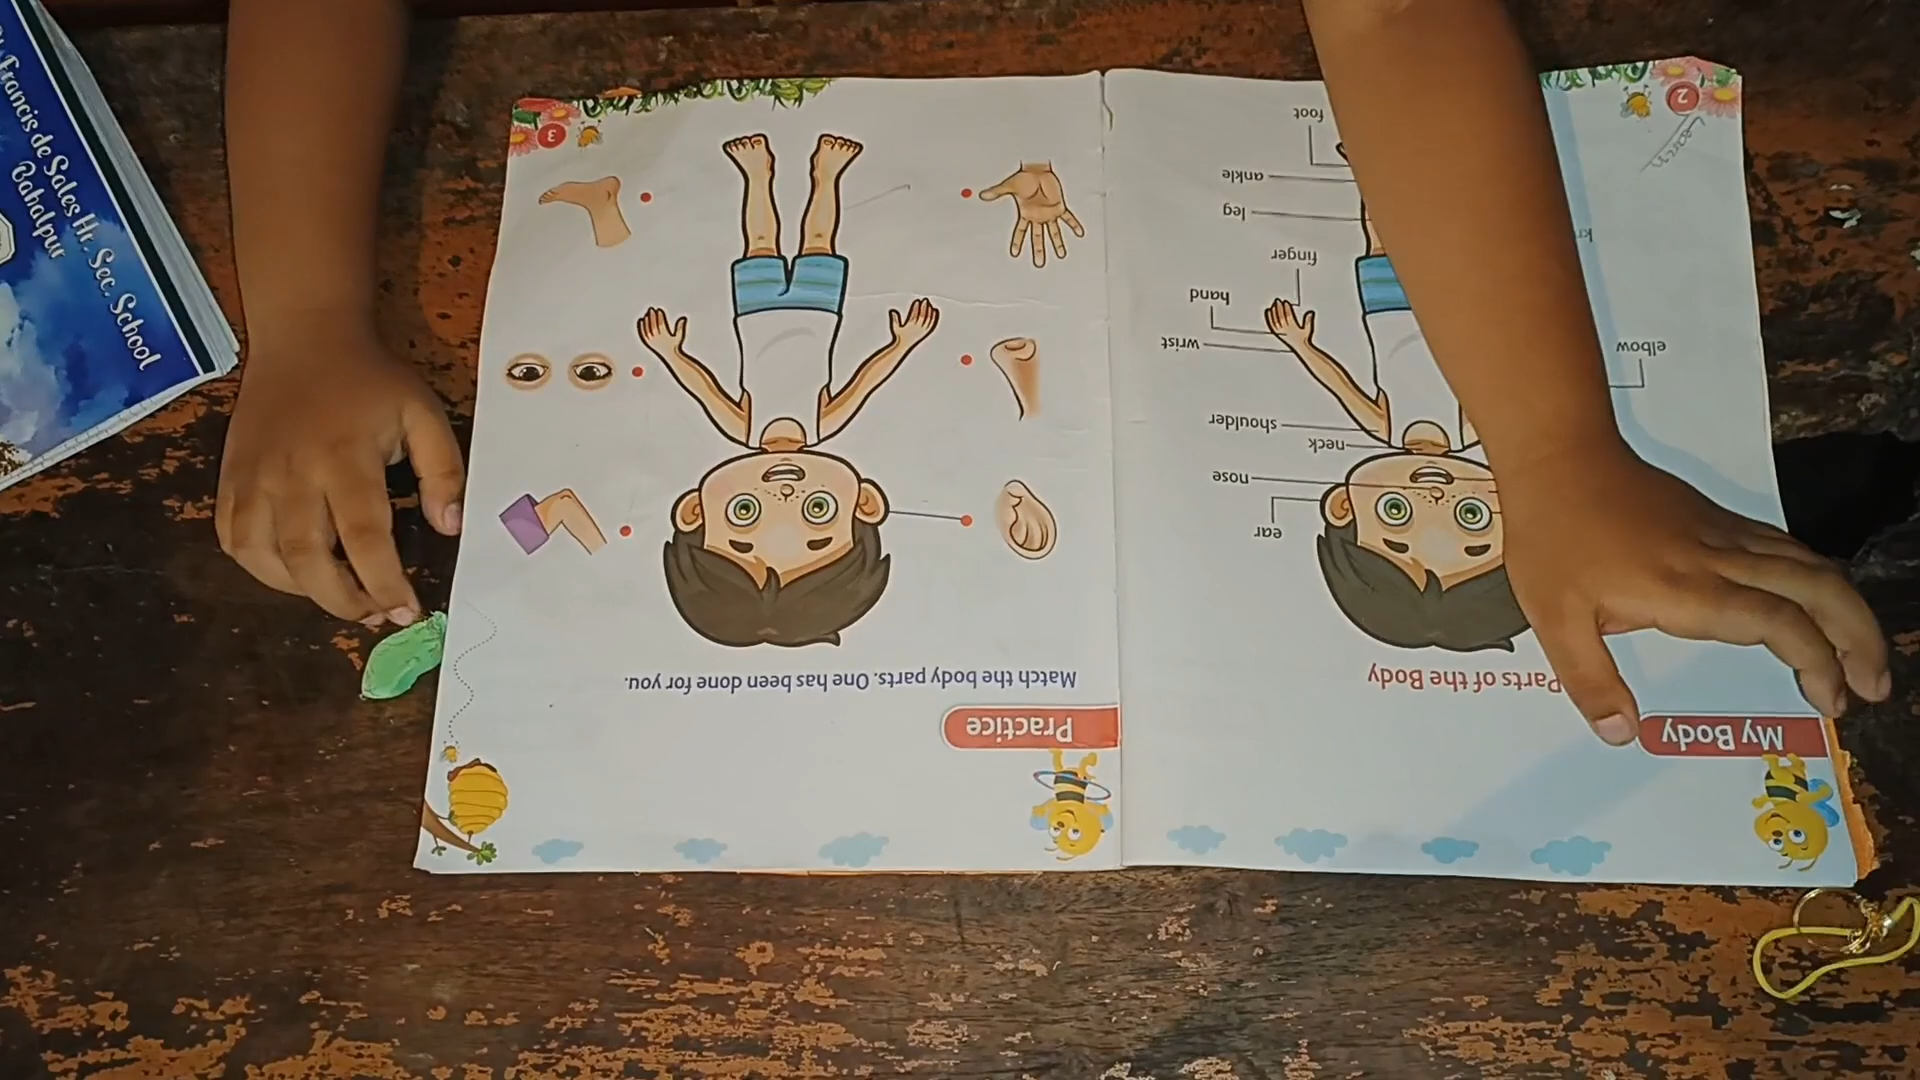 My Body
Parts of the Body
ear
nose
neck
shoulder
elbow
wrist
hand
finger
leg
ankle
foot
2
Practice
Match the body parts. One has been done for you.
3
Francis de Sales Hr. Sec. School